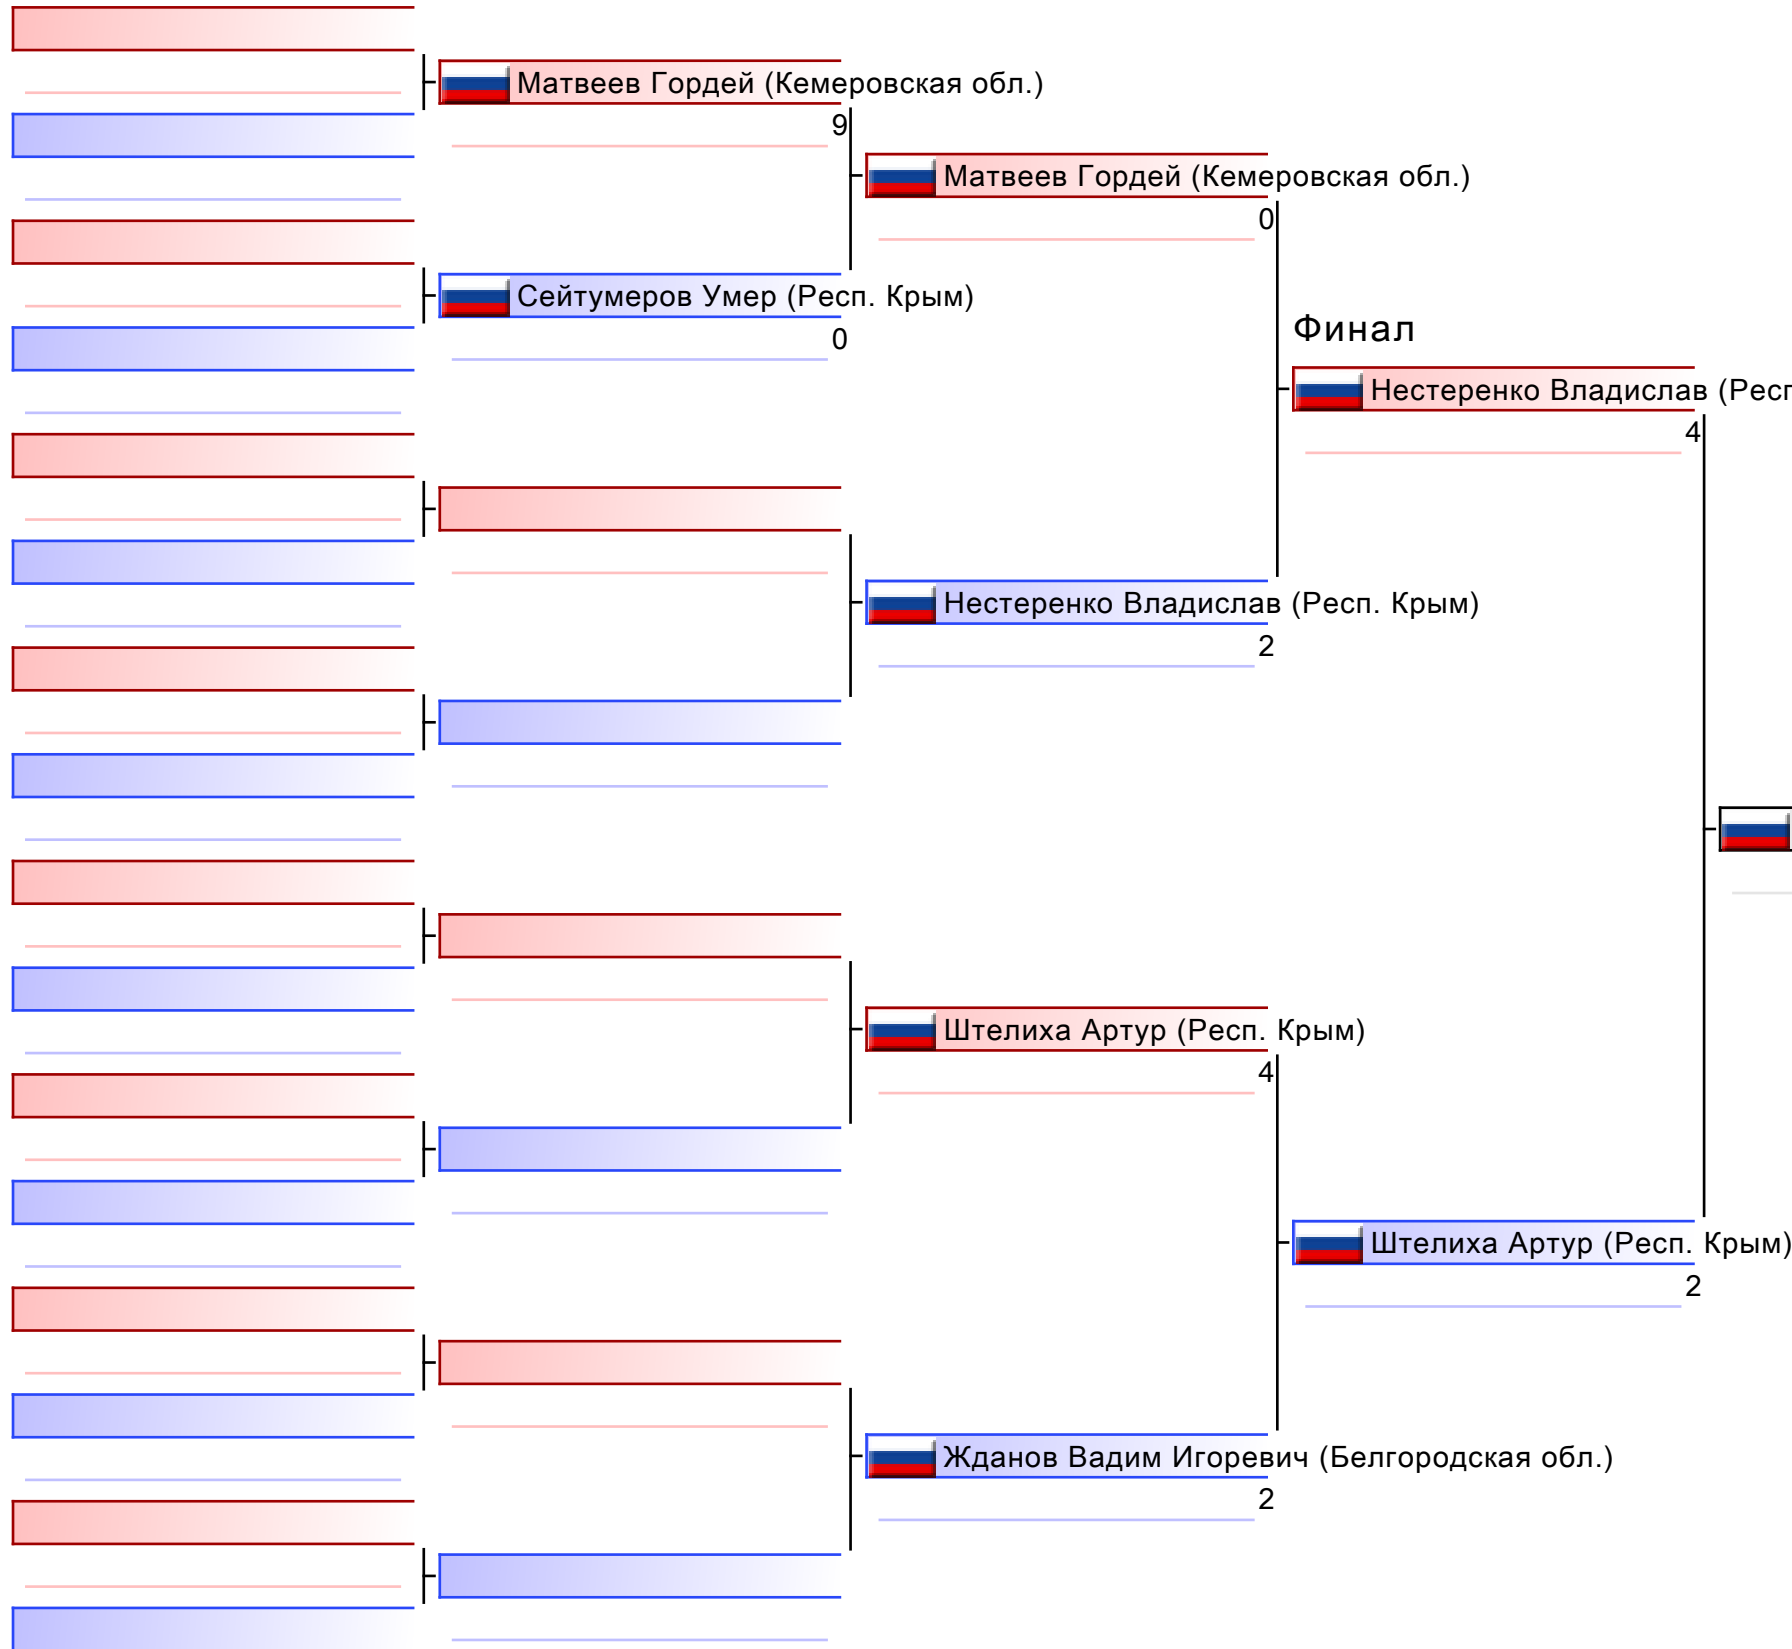 Матвеев Гордей (Кемеровская обл.)
9
Матвеев Гордей (Кемеровская обл.)
0
Сейтумеров Умер (Респ. Крым)
0
Финал
Нестеренко Владислав (Респ
4
Нестеренко Владислав (Респ. Крым)
2
Штелиха Артур (Респ. Крым)
4
Штелиха Артур (Респ. Крым)
2
Жданов Вадим Игоревич (Белгородская обл.)
2